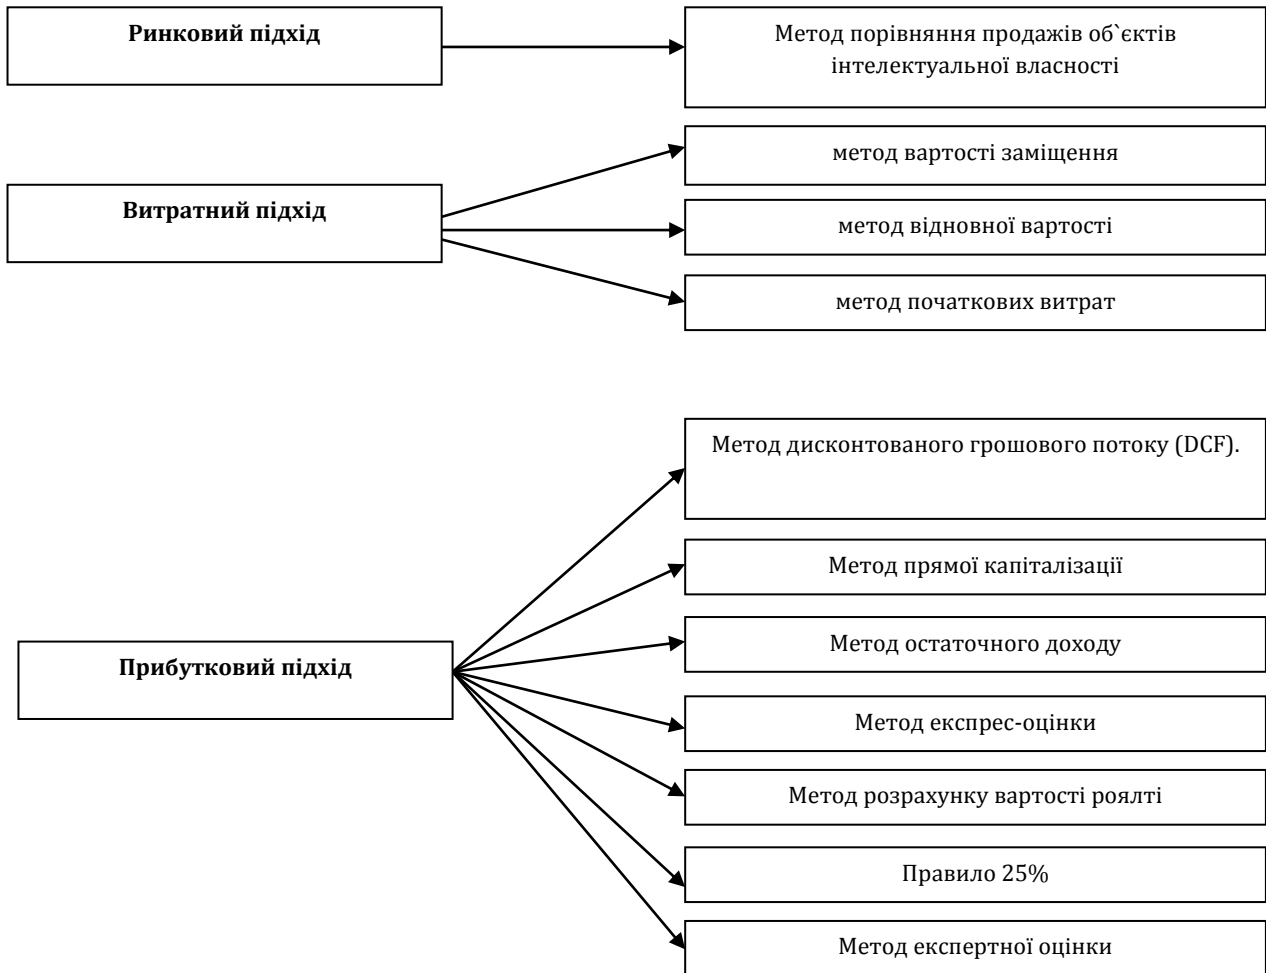 Ринковий підхід
Метод порівняння продажів об`єктів
інтелектуальної власності
Витратний підхід
метод вартості заміщення
метод відновної вартості
метод початкових витрат
Прибутковий підхід
Метод дисконтованого грошового потоку (DCF).
Метод прямої капіталізації
Метод остаточного доходу
Метод експрес-оцінки
Метод розрахунку вартості роялті
Правило 25%
Метод експертної оцінки